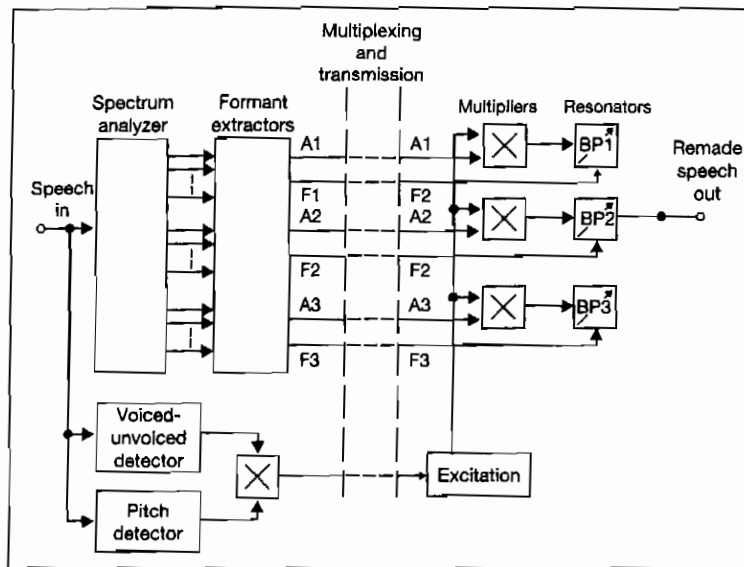 Multiplexing
and
transmission
Spectrum
analyzer
Formant
extractors
Multipliers
Resonators
A1
A1
BP1
Remade
speech
out
Speech
in
F1
F2
A2
A2
BP2
F2
F2
A3
A3
BP3
F3
F3
Voiced-
unvoiced
detector
Excitation
Pitch
detector